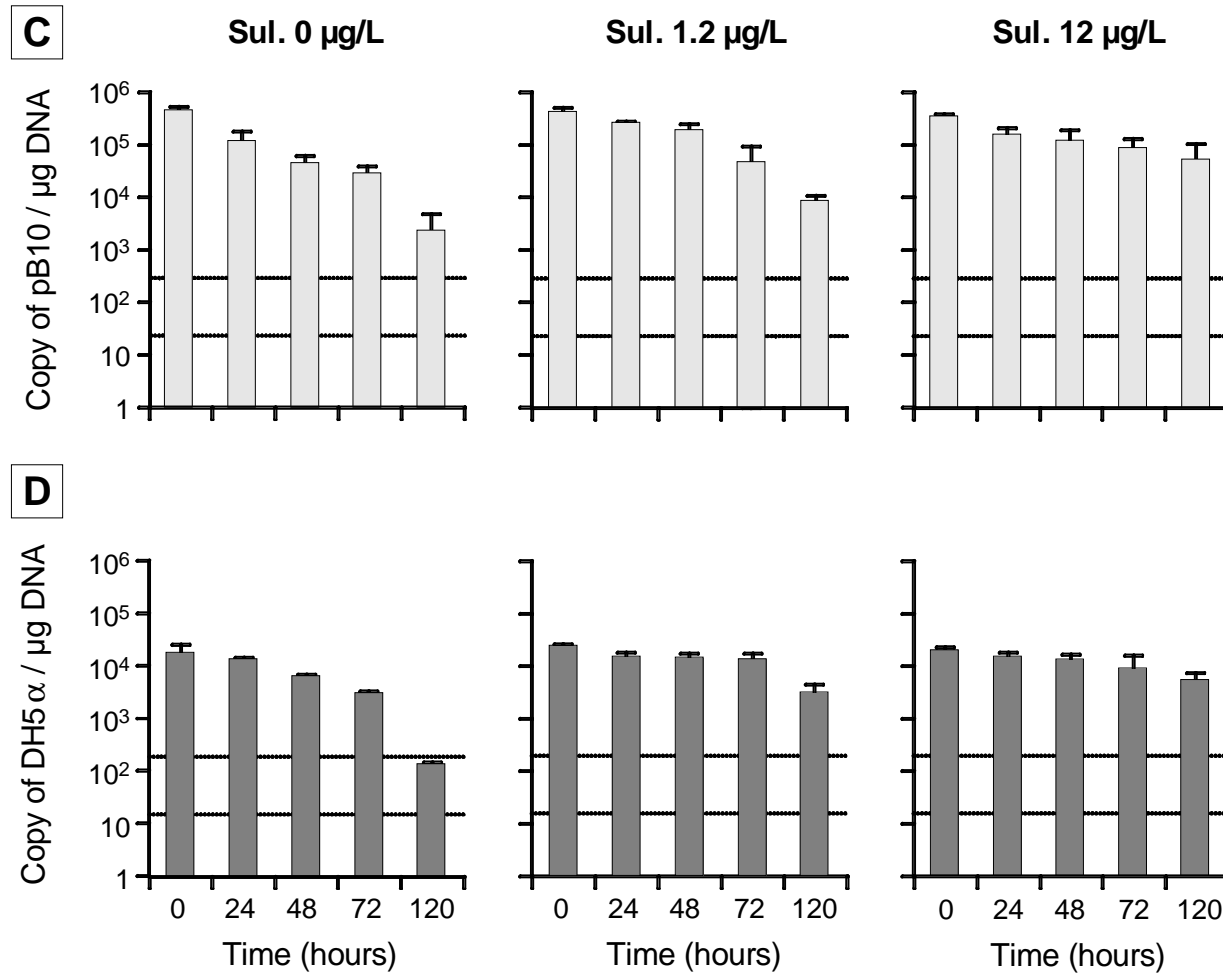 C
Sul. 0 µg/L
Sul. 1.2 µg/L
Sul. 12 µg/L
Copy of pB10 / µg DNA
10⁶
10⁵
10⁴
10³
10²
10
1
D
Copy of DH5α / µg DNA
10⁶
10⁵
10⁴
10³
10²
10
1
0 24 48 72 120
0 24 48 72 120
0 24 48 72 120
Time (hours)
Time (hours)
Time (hours)